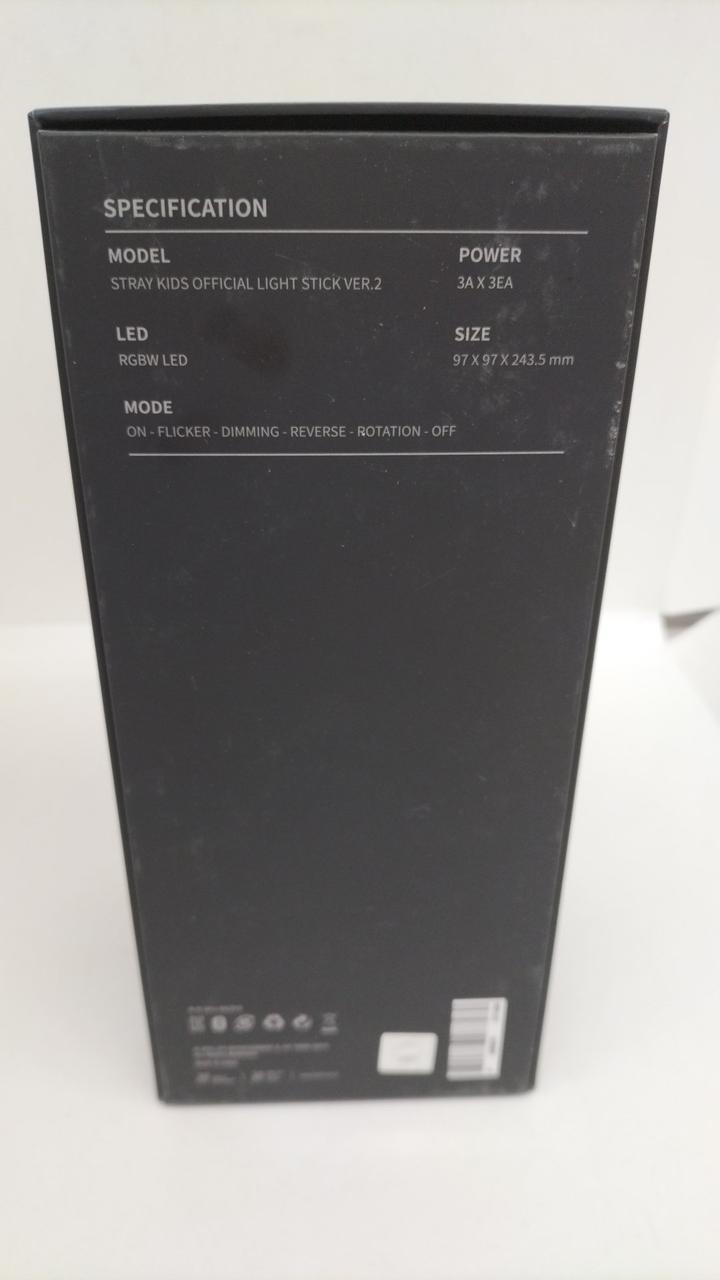 SPECIFICATION
MODEL
STRAY KIDS OFFICIAL LIGHT STICK VER.2
POWER
3A X 3EA
LED
RGBW LED
SIZE
97 X 97 X 243.5 mm
MODE
ON - FLICKER - DIMMING - REVERSE - ROTATION - OFF